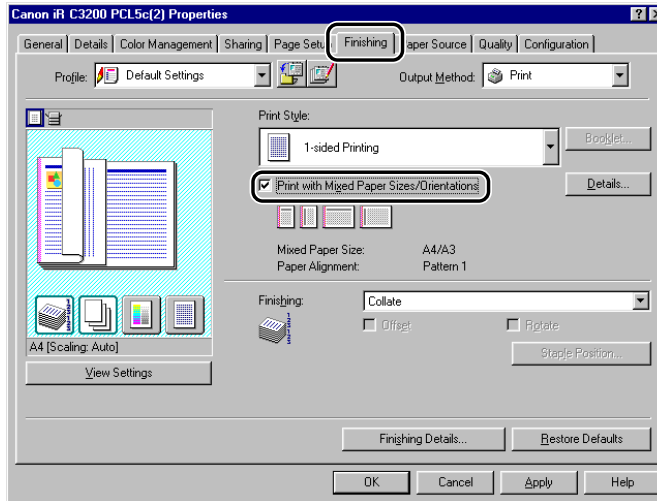 Canon iR C3200 PCL5c(2) Properties
General Details Color Management Sharing Page Setu Finishing aper Source Quality Configuration
Profile: Default Settings Output Method: Print
Print Style:
1-sided Printing Booklet...
Print with Mixed Paper Sizes/Orientations Details...
Mixed Paper Size: A4/A3
Paper Alignment: Pattern 1
Finishing: Collate
Offset Rotate
A4 [Scaling: Auto] Staple Position...
View Settings
Finishing Details... Restore Defaults
OK Cancel Apply Help